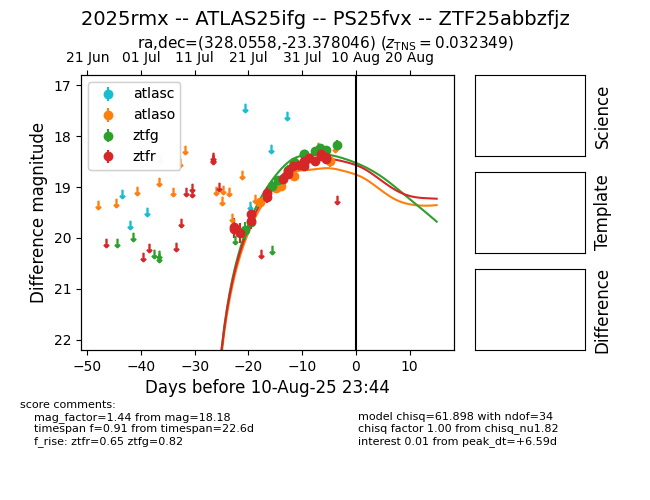 2025rmx -- ATLAS25ifg -- PS25fvx -- ZTF25abbzfjz
ra,dec=(328.0558,-23.378046) (zTNS = 0.032349)
21 Jun 01 Jul 11 Jul 21 Jul 31 Jul 10 Aug 20 Aug
atlasc
atlaso
ztfg
ztfr
17
18
19
20
21
22
Difference magnitude
−50 −40 −30 −20 −10 0 10
Days before 10-Aug-25 23:44
Science
Template
Difference
score comments:
mag_factor=1.44 from mag=18.18
timespan f=0.91 from timespan=22.6d
f_rise: ztfr=0.65 ztfg=0.82
model chisq=61.898 with ndof=34
chisq factor 1.00 from chisq_nu1.82
interest 0.01 from peak_dt=+6.59d